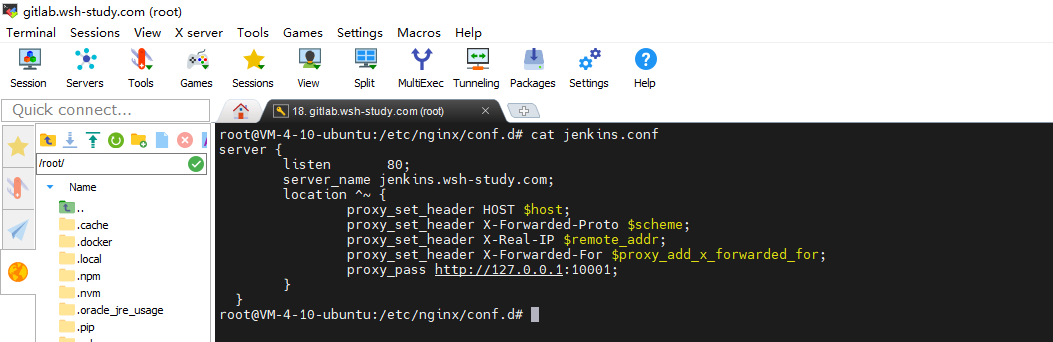 gitlab.wsh-study.com (root)
Terminal Sessions View X server Tools Games Settings Macros Help
Session Servers Tools Games Sessions View Split MultiExec Tunneling Packages Settings Help
Quick connect...
18. gitlab.wsh-study.com (root)
/root/
Name
..
.cache
.docker
.local
.npm
.nvm
.oracle_jre_usage
.pip
root@VM-4-10-ubuntu:/etc/nginx/conf.d# cat jenkins.conf
server {
        listen       80;
        server_name jenkins.wsh-study.com;
        location ^~ {
                proxy_set_header HOST $host;
                proxy_set_header X-Forwarded-Proto $scheme;
                proxy_set_header X-Real-IP $remote_addr;
                proxy_set_header X-Forwarded-For $proxy_add_x_forwarded_for;
                proxy_pass http://127.0.0.1:10001;
        }
  }
root@VM-4-10-ubuntu:/etc/nginx/conf.d#